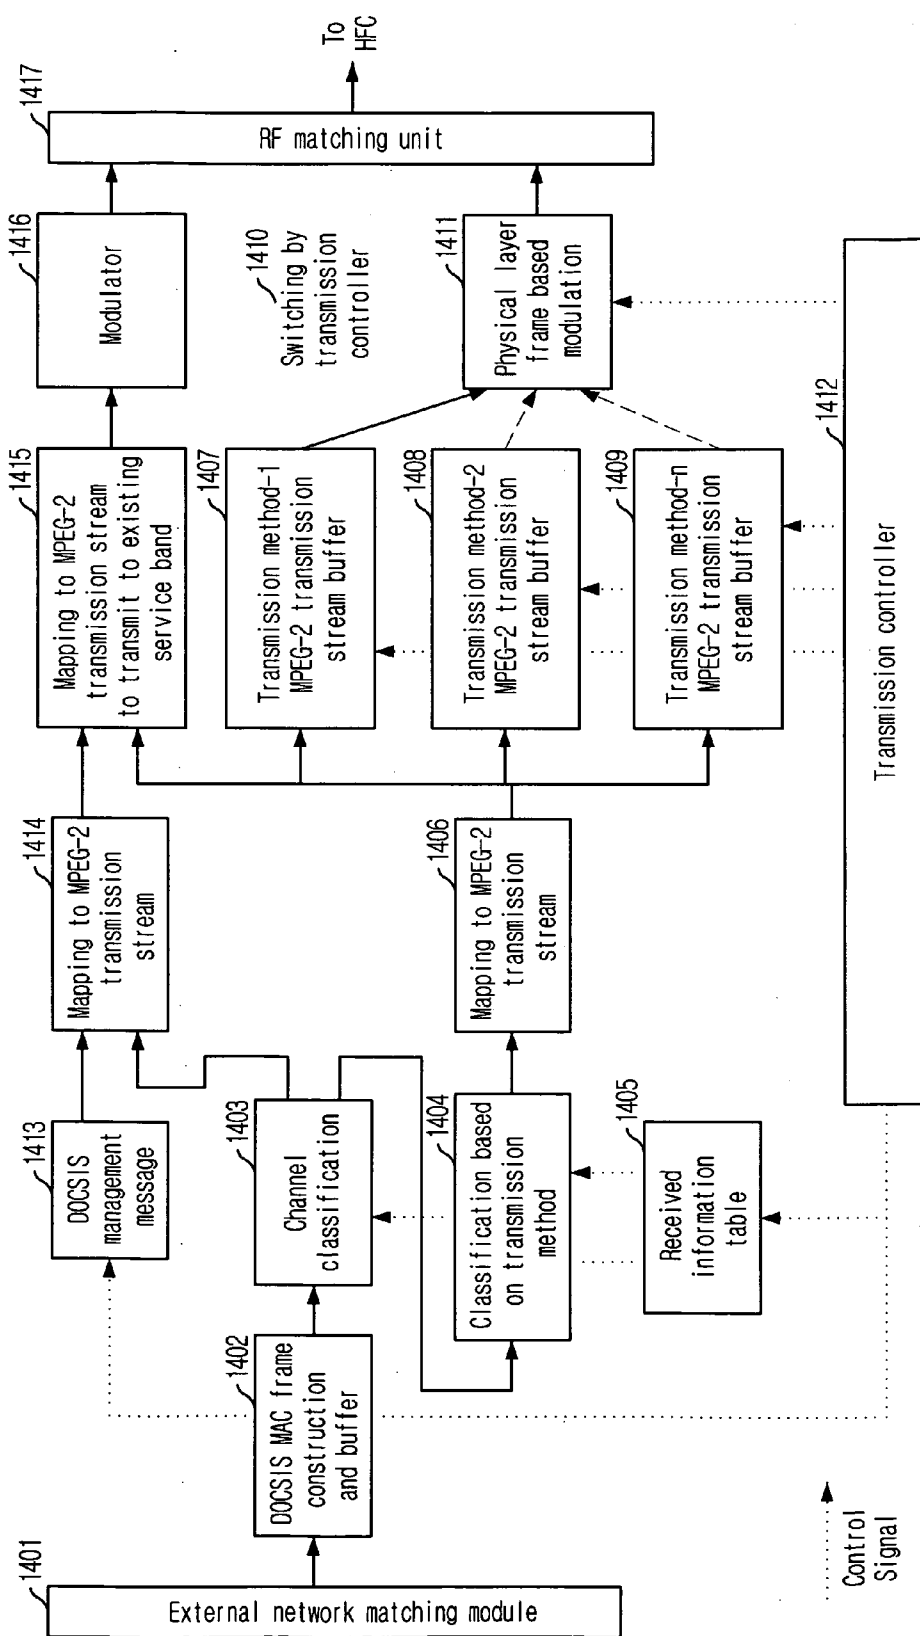 1401
External network matching module
1402
DOCSIS MAC frame
construction
and buffer
1413
DOCSIS
management
message
1403
Channel
classification
1404
Classification based
on transmission
method
1405
Received
information
table
1414
Mapping to MPEG-2
transmission
stream
1406
Mapping to MPEG-2
transmission
stream
1415
Mapping to MPEG-2
transmission stream
to transmit to existing
service band
1407
Transmission method-1
MPEG-2 transmission
stream buffer
1408
Transmission method-2
MPEG-2 transmission
stream buffer
1409
Transmission method-n
MPEG-2 transmission
stream buffer
1416
Modulator
1410
Switching by
transmission
controller
1411
Physical layer
frame based
modulation
1417
RF matching unit
To
HFC
1412
Transmission controller
Control
Signal